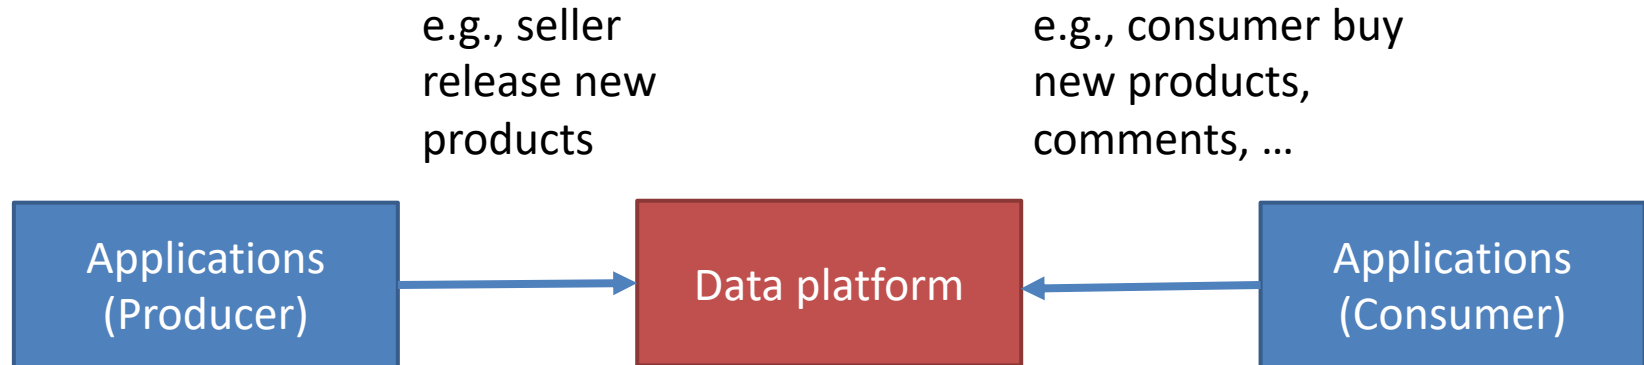 e.g., seller
release new
products
e.g., consumer buy
new products,
comments, …
Applications
(Producer)
Data platform
Applications
(Consumer)